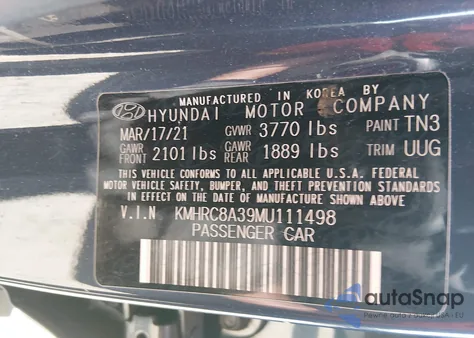 MANUFACTURED IN KOREA BY
HYUNDAI MOTOR COMPANY
MAR/17/21 GVWR 3770 lbs PAINT TN3
GAWR FRONT 2101 lbs GAWR REAR 1889 lbs TRIM UUG
THIS VEHICLE CONFORMS TO ALL APPLICABLE U.S.A. FEDERAL
MOTOR VEHICLE SAFETY, BUMPER, AND THEFT PREVENTION STANDARDS
IN EFFECT ON THE DATE OF MANUFACTURE SHOWN ABOVE.
V.I.N KMHRC8A39MU111498
PASSENGER CAR
autoSnap